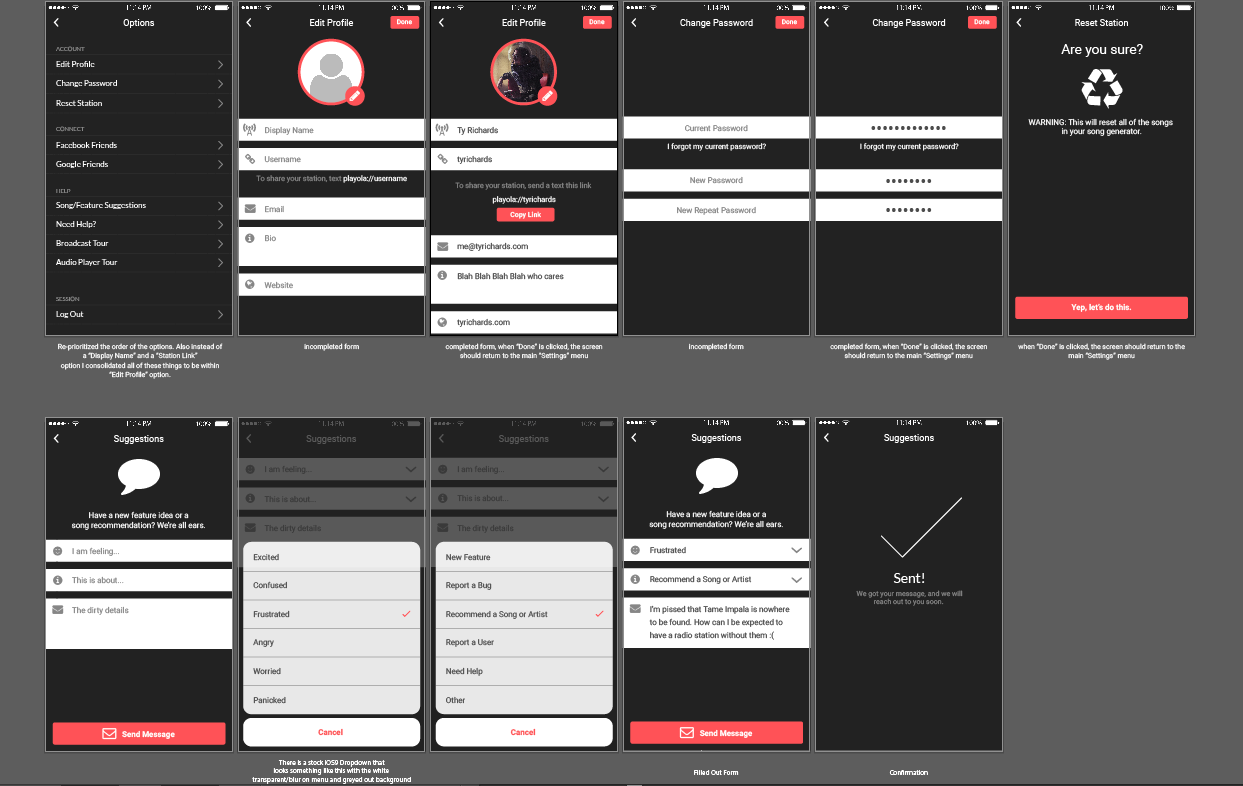 11:14 PM 100%
Options
ACCOUNT
Edit Profile
Change Password
Reset Station
CONNECT
Facebook Friends
Google Friends
HELP
Song/Feature Suggestions
Need Help?
Broadcast Tour
Audio Player Tour
SESSION
Log Out
Re-prioritized the order of the options. Also instead of
a "Display Name" and a "Station Link"
option I consolidated all of these things to be within
"Edit Profile" option.
11:14 PM 100%
Edit Profile
Done
Display Name
Username
To share your station, text playola://username
Email
Bio
Website
incompleted form
11:14 PM 100%
Edit Profile
Done
Ty Richards
tyrichards
To share your station, send a text this link
playola://tyrichards
Copy Link
me@tyrichards.com
Blah Blah Blah Blah who cares
tyrichards.com
completed form, when "Done" is clicked, the screen
should return to the main "Settings" menu
11:14 PM 100%
Change Password
Done
Current Password
I forgot my current password?
New Password
New Repeat Password
incompleted form
11:14 PM 100%
Change Password
Done
I forgot my current password?
completed form, when "Done" is clicked, the screen
should return to the main "Settings" menu
11:14 PM 100%
Reset Station
Are you sure?
WARNING: This will reset all of the songs
in your song generator.
Yep, let's do this.
when "Done" is clicked, the screen should return to the
main "Settings" menu
11:14 PM 100%
Suggestions
Have a new feature idea or a
song recommendation? We're all ears.
I am feeling...
This is about...
The dirty details
Send Message
11:14 PM
Suggestions
I am feeling...
This is about...
The dirty details
Excited
Confused
Frustrated
Angry
Worried
Panicked
Cancel
There is a stock iOS9 Dropdown that
looks something like this with the white
transparent/blur on menu and greyed out background
11:14 PM
Suggestions
I am feeling...
This is about...
The dirty details
New Feature
Report a Bug
Recommend a Song or Artist
Report a User
Need Help
Other
Cancel
11:14 PM
Suggestions
Have a new feature idea or a
song recommendation? We're all ears.
Frustrated
Recommend a Song or Artist
I'm pissed that Tame Impala is nowhere
to be found. How can I be expected to
have a radio station without them :(
Send Message
Filled Out Form
11:14 PM 100%
Suggestions
Sent!
We got your message, and we will
reach out to you soon.
Confirmation